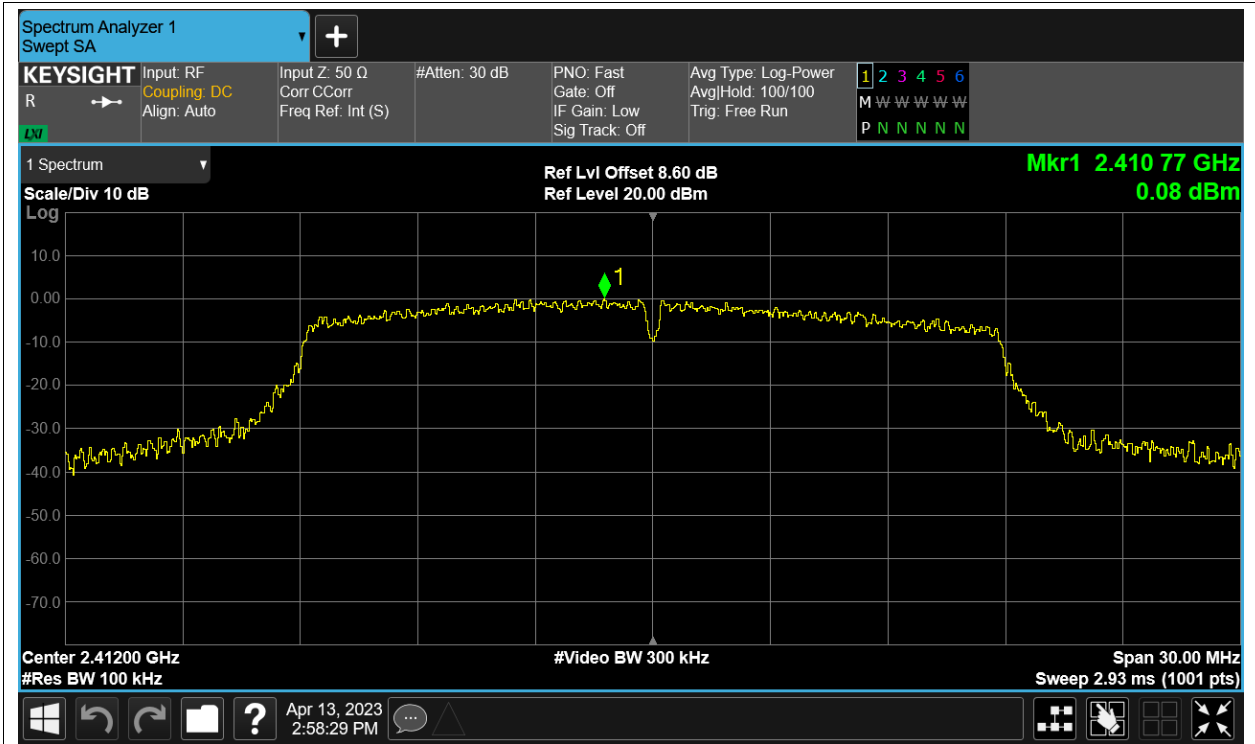 Spectrum Analyzer 1
Swept SA
KEYSIGHT
R
LXI
Input: RF
Coupling: DC
Align: Auto
Input Z: 50 Ω
Corr CCorr
Freq Ref: Int (S)
#Atten: 30 dB
PNO: Fast
Gate: Off
IF Gain: Low
Sig Track: Off
Avg Type: Log-Power
Avg|Hold: 100/100
Trig: Free Run
1 2 3 4 5 6
M W W W W W
P N N N N N
1 Spectrum
Scale/Div 10 dB
Log
Ref Lvl Offset 8.60 dB
Ref Level 20.00 dBm
Mkr1 2.410 77 GHz
0.08 dBm
10.0
0.00
-10.0
-20.0
-30.0
-40.0
-50.0
-60.0
-70.0
1
Center 2.41200 GHz
#Res BW 100 kHz
#Video BW 300 kHz
Span 30.00 MHz
Sweep 2.93 ms (1001 pts)
?
Apr 13, 2023
2:58:29 PM